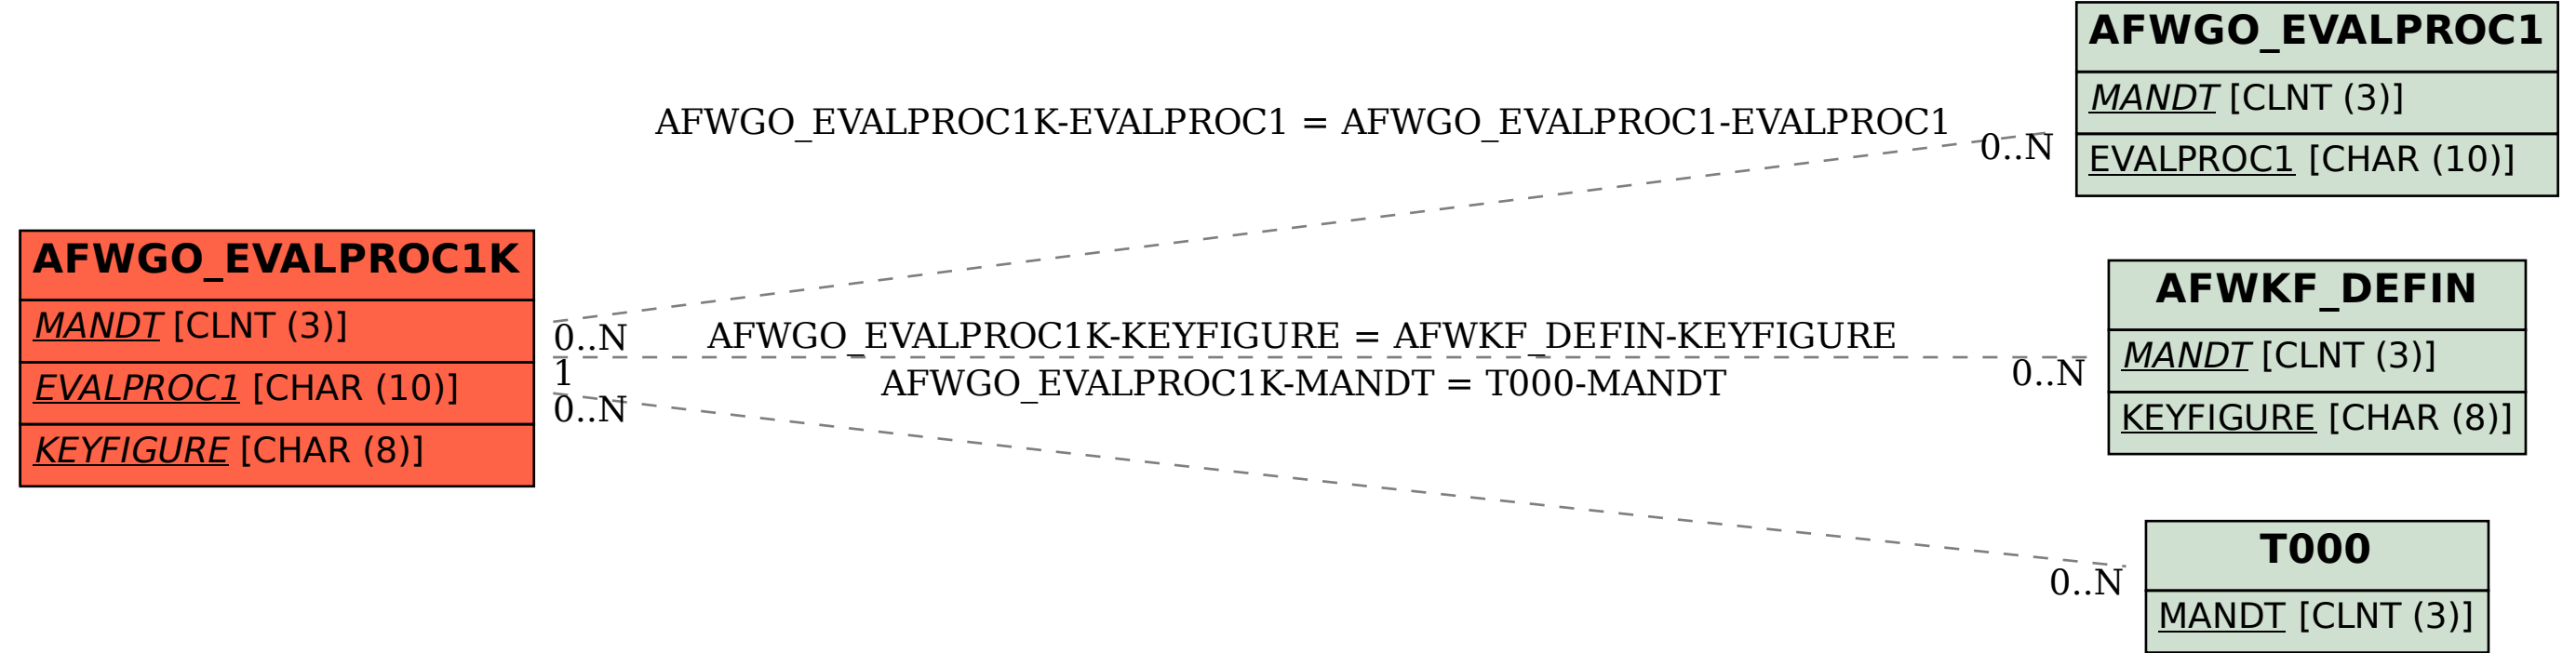 AFWGO_EVALPROC1
MANDT [CLNT (3)]
EVALPROC1 [CHAR (10)]
AFWGO_EVALPROC1K-EVALPROC1 = AFWGO_EVALPROC1-EVALPROC1
0..N
AFWGO_EVALPROC1K
MANDT [CLNT (3)]
EVALPROC1 [CHAR (10)]
KEYFIGURE [CHAR (8)]
0..N
AFWGO_EVALPROC1K-KEYFIGURE = AFWKF_DEFIN-KEYFIGURE
1
0..N
AFWGO_EVALPROC1K-MANDT = T000-MANDT
0..N
AFWKF_DEFIN
MANDT [CLNT (3)]
KEYFIGURE [CHAR (8)]
0..N
T000
MANDT [CLNT (3)]